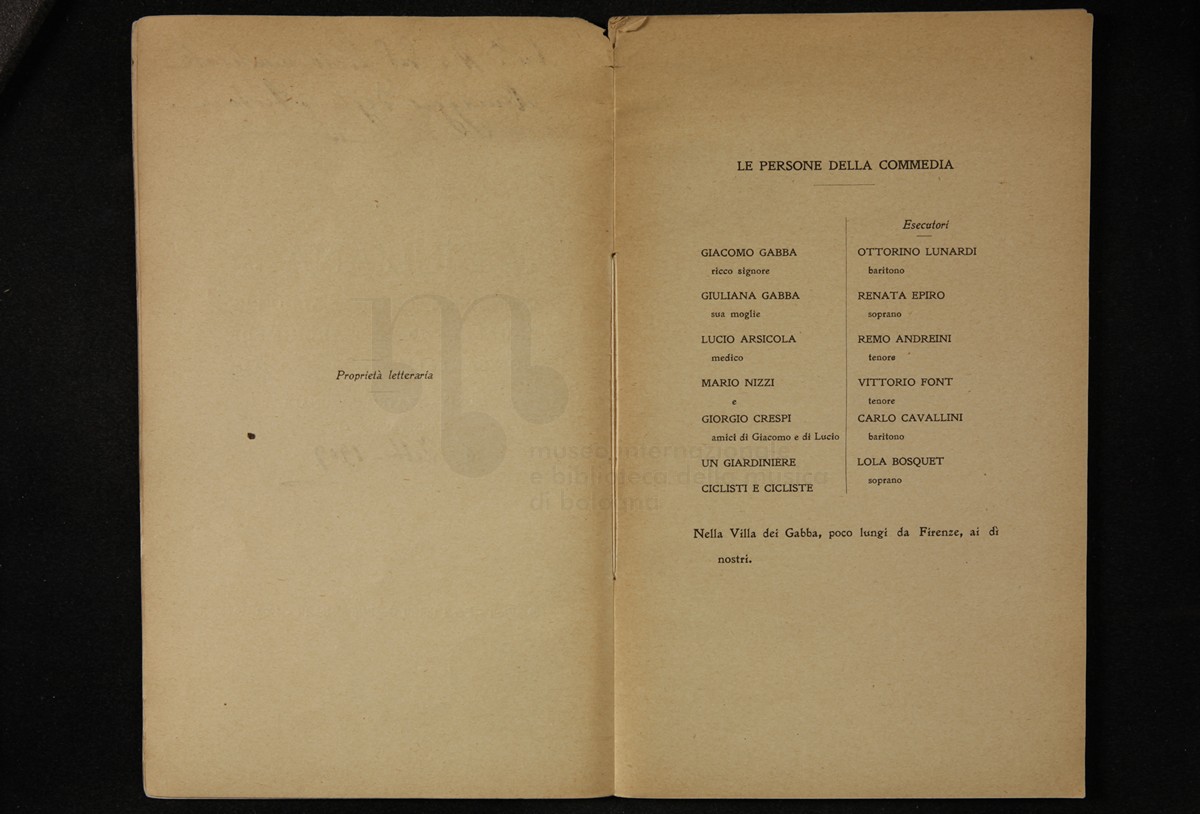 Proprietà letteraria
museo internazionale
e biblioteca della musica
di bologna
LE PERSONE DELLA COMMEDIA
Esecutori
GIACOMO GABBA
ricco signore
OTTORINO LUNARDI
baritono
GIULIANA GABBA
sua moglie
RENATA EPIRO
soprano
LUCIO ARSICOLA
medico
REMO ANDREINI
tenore
MARIO NIZZI
e
VITTORIO FONT
tenore
GIORGIO CRESPI
amici di Giacomo e di Lucio
CARLO CAVALLINI
baritono
UN GIARDINIERE
LOLA BOSQUET
soprano
CICLISTI E CICLISTE
Nella Villa dei Gabba, poco lungi da Firenze, ai dì
nostri.